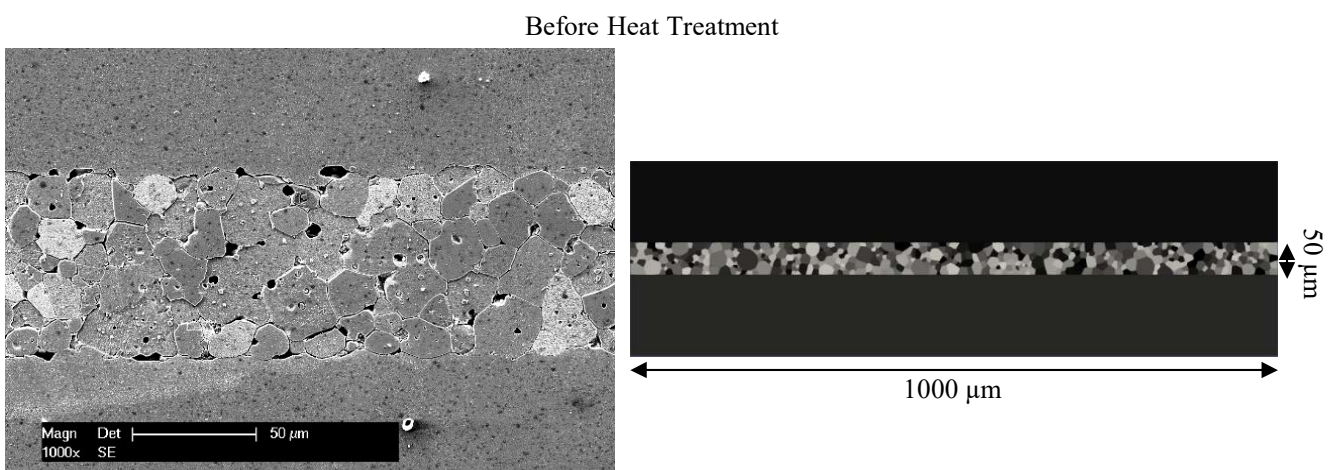 Before Heat Treatment
50 µm
1000 µm
Magn Det 50 µm
1000x SE